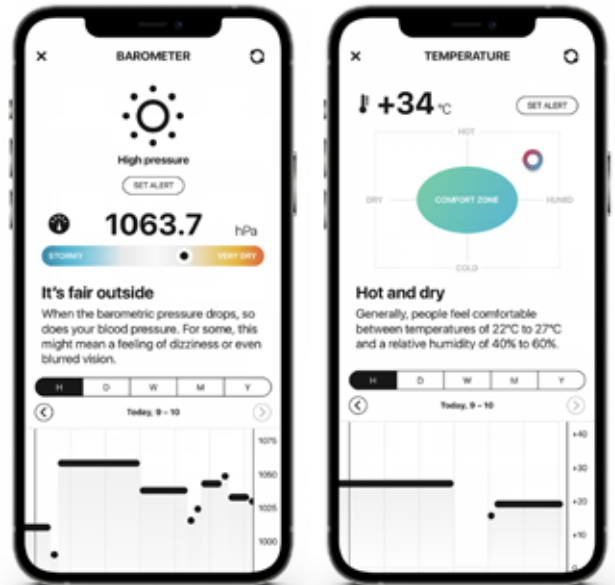 BAROMETER
High pressure
SET ALERT
1063.7 hPa
STORMY VERY DRY
It's fair outside
When the barometric pressure drops, so
does your blood pressure. For some, this
might mean a feeling of dizziness or even
blurred vision.
H D W M Y
Today, 9 – 10
1075
1050
1025
1000
TEMPERATURE
+34 °C
SET ALERT
HOT
DRY COMFORT ZONE HUMID
COLD
Hot and dry
Generally, people feel comfortable
between temperatures of 22°C to 27°C
and a relative humidity of 40% to 60%.
H D W M Y
Today, 9 – 10
+40
+30
+20
+10
0